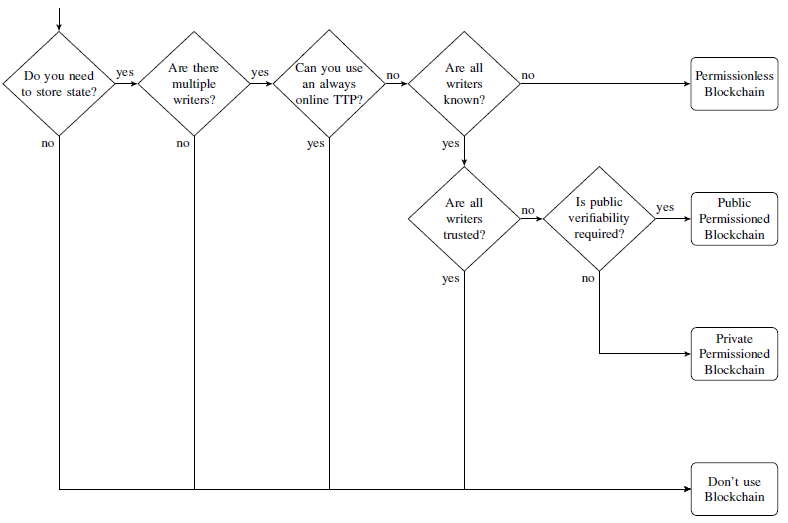 Do you need
to store state?
yes
no
Are there
multiple
writers?
yes
no
Can you use
an always
online TTP?
no
yes
Are all
writers
known?
no
yes
Permissionless
Blockchain
Are all
writers
trusted?
no
yes
Is public
verifiability
required?
yes
no
Public
Permissioned
Blockchain
Private
Permissioned
Blockchain
Don't use
Blockchain